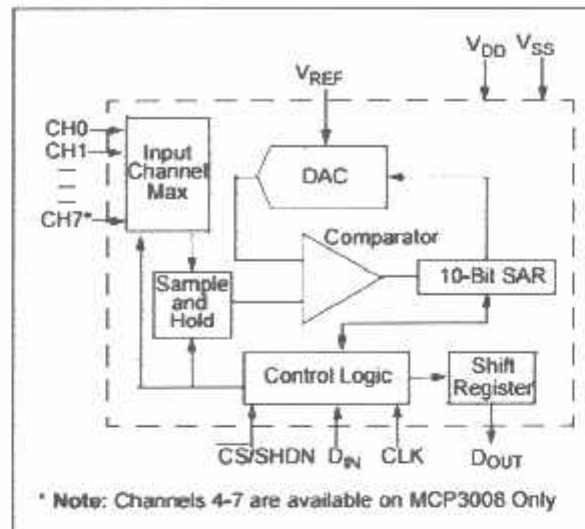 VDD VSS
VREF
CH0
CH1
CH7*
Input
Channel
Max
DAC
Comparator
Sample
and
Hold
10-Bit SAR
Control Logic
Shift
Register
CS/SHDN DIN CLK DOUT
* Note: Channels 4-7 are available on MCP3008 Only